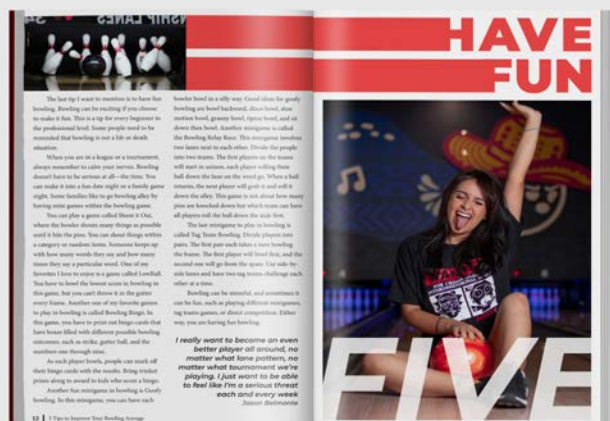 HAVE
FUN
The last tip I want to mention is to have fun
bowling. Bowling can be exciting if you choose
to make it fun. This is a tip for every beginner to
the professional level. Some people need to be
reminded that bowling is not a life or death
situation.
When you are in a league or a tournament,
always remember to calm your nerves. Bowling
doesn't have to be serious at all—the time. You
can make it into a fun date night or a family game
night. Some families like to go bowling alley by
having mini games within the bowling game.
You can play a game called Shout it Out,
where the bowler shouts many things as possible
until it hits the pins. You can shout things within
a category or random items. Someone keeps up
with how many words they say and how many
times they say a particular word. One of my
favorites I love to enjoy is a game called LowBall.
You have to bowl the lowest score in bowling in
this game, but you can't throw it in the gutter
every frame. Another one of my favorite games
to play in bowling is called Bowling Bingo. In
this game, you have to print out bingo cards that
have boxes filled with different possible bowling
outcomes, such as strike, gutter ball, and the
numbers one through nine.
As each player bowls, people can mark off
their bingo cards with the results. Bring trinket
prizes along to award to kids who score a bingo.
Another fun minigame in bowling is Goofy
bowling. In this minigame, you can have each
bowler bowl in a silly way. Good ideas for goofy
bowling are bowl backward, disco bowl, slow
motion bowl, granny bowl, tiptoe bowl, and sit
down then bowl. Another minigame is called
the Bowling Relay Race. This minigame involves
two lanes next to each other. Divide the people
into two teams. The first players on the teams
will start in unison, each player rolling their
ball down the lane on the word go. When a ball
returns, the next player will grab it and roll it
down the alley. This game is not about how many
pins are knocked down but which team can have
all players roll the ball down the aisle first.
The last minigame to play in bowling is
called Tag Team Bowling. Divide players into
pairs. The first pair each takes a turn bowling
the frame. The first player will bowl first, and the
second one will go from the spare. Use side-by-
side lanes and have two tag teams challenge each
other at a time.
Bowling can be stressful, and sometimes it
can be fun, such as playing different minigames,
tag teams games, or direct competition. Either
way, you are having fun bowling.
I really want to become an even
better player all around, no
matter what lane pattern, no
matter what tournament we're
playing. I just want to be able
to feel like I'm a serious threat
each and every week
Jason Belmonte
12 | 5 Tips to Improve Your Bowling Average
FIVE